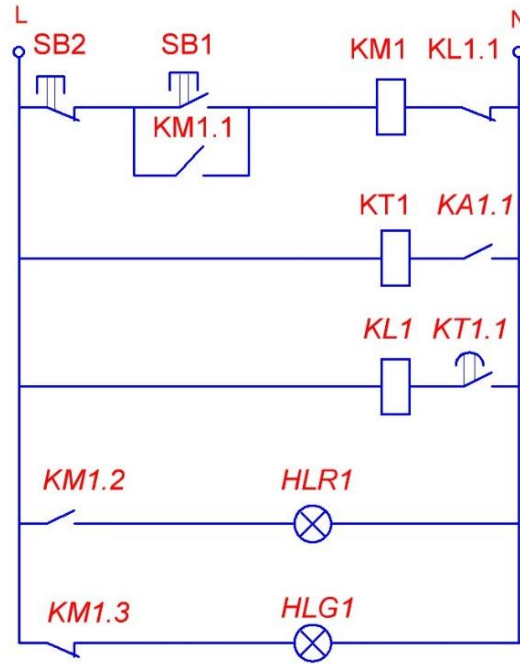 L N
SB2 SB1 KM1 KL1.1
KM1.1
KT1 KA1.1
KL1 KT1.1
KM1.2 HLR1
KM1.3 HLG1